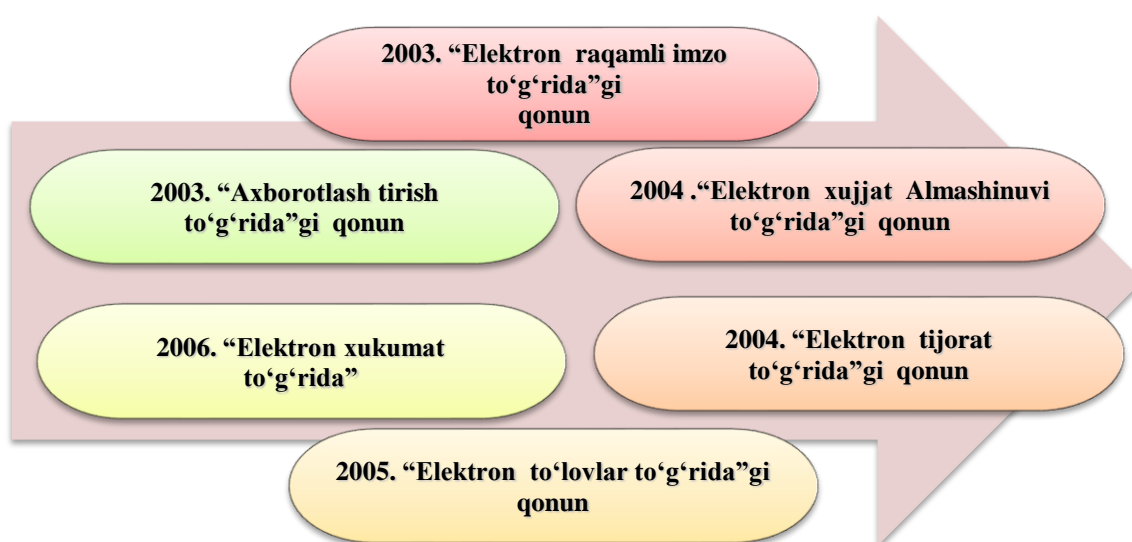 2003. “Elektron raqamli imzo
to‘g‘rida”gi
qonun
2003. “Axborotlash tirish
to‘g‘rida”gi qonun
2004 .“Elektron xujjat Almashinuvi
to‘g‘rida”gi qonun
2006. “Elektron xukumat
to‘g‘rida”
2004. “Elektron tijorat
to‘g‘rida”gi qonun
2005. “Elektron to‘lovlar to‘g‘rida”gi
qonun